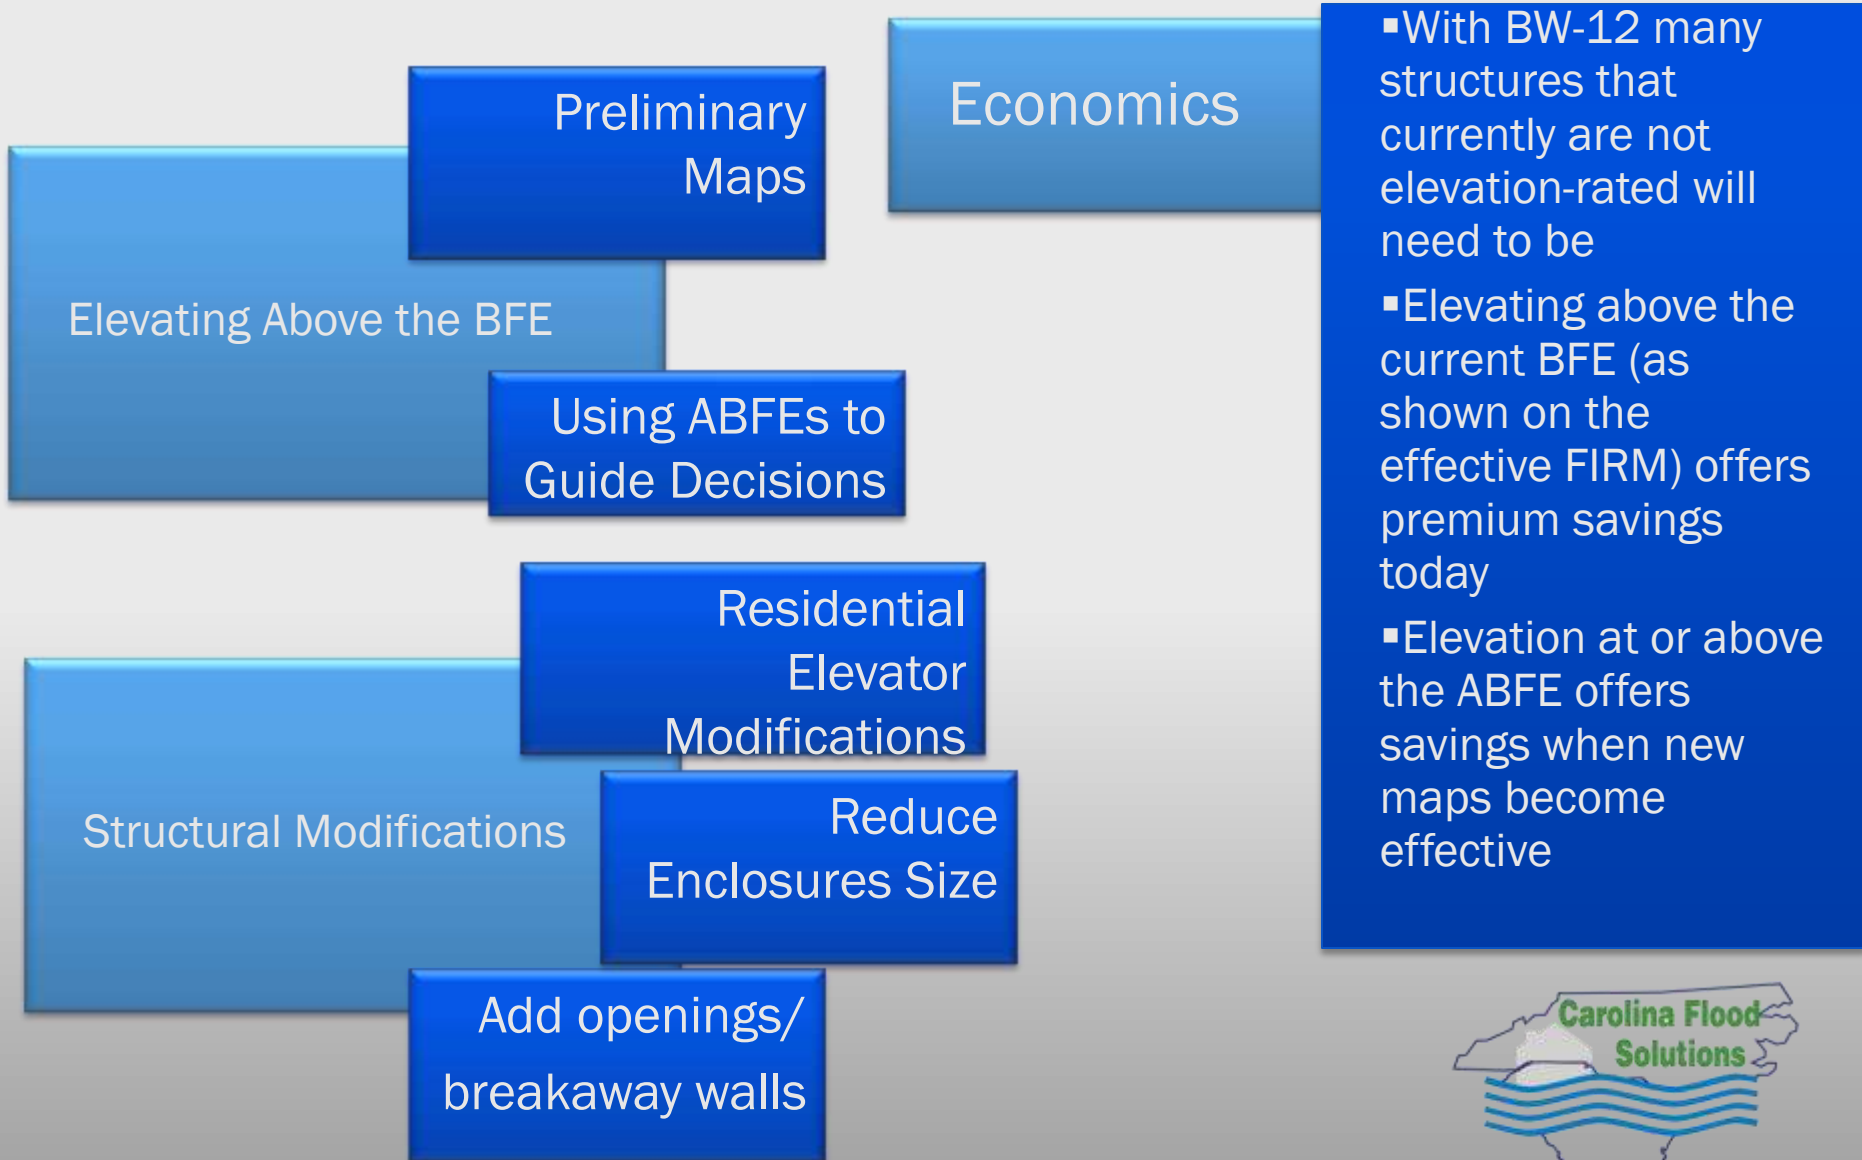 Elevating Above the BFE
Preliminary
Maps
Using ABFEs to
Guide Decisions
Structural Modifications
Residential
Elevator
Modifications
Reduce
Enclosures Size
Add openings/
breakaway walls
Economics
▪With BW-12 many
structures that
currently are not
elevation-rated will
need to be
▪Elevating above the
current BFE (as
shown on the
effective FIRM) offers
premium savings
today
▪Elevation at or above
the ABFE offers
savings when new
maps become
effective
Carolina Flood
Solutions